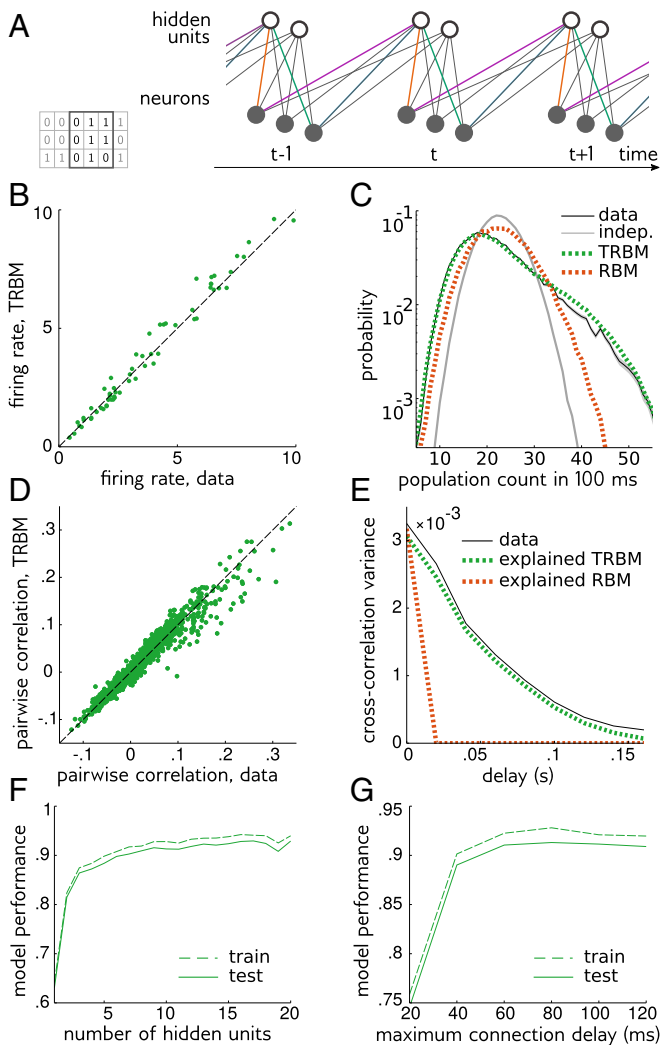 A
hidden
units
neurons
0 0 0 1 1 1
0 0 0 1 1 0
1 1 0 1 0 1
t-1 t t+1 time
B
10
5
0
0 5 10
firing rate, TRBM
firing rate, data
C
data
indep.
TRBM
RBM
10-1
10-2
10-3
10 20 30 40 50
probability
population count in 100 ms
D
.3
.2
.1
0
-.1
-.1 0 .1 .2 .3
pairwise correlation, TRBM
pairwise correlation, data
E
×10-3
data
explained TRBM
explained RBM
3
2
1
0
0 .05 .1 .15
cross-correlation variance
delay (s)
F
1
.9
.8
.7
.6
5 10 15 20
model performance
train
test
number of hidden units
G
.95
.9
.85
.8
.75
20 40 60 80 100 120
model performance
train
test
maximum connection delay (ms)